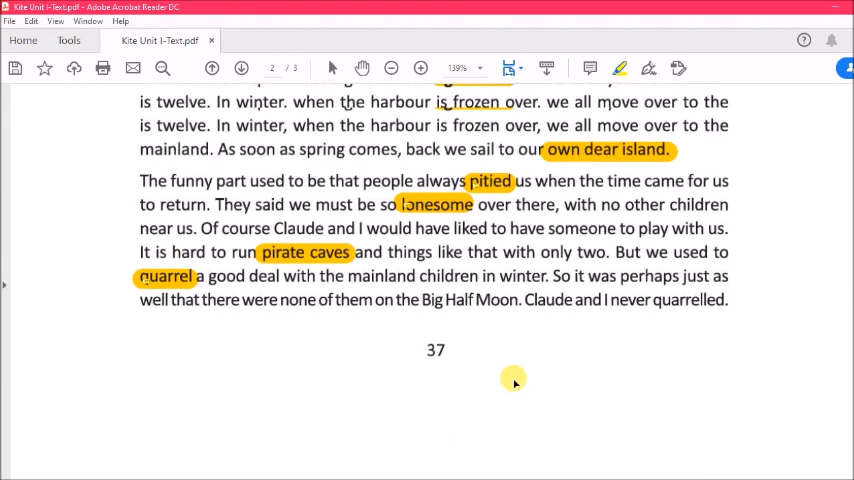 Kite Unit I-Text.pdf - Adobe Acrobat Reader DC
File Edit View Window Help
Home Tools Kite Unit I-Text.pdf ×
2 / 3 139%
is twelve. In winter. when the harbour is frozen over. we all move over to the
is twelve. In winter, when the harbour is frozen over, we all move over to the
mainland. As soon as spring comes, back we sail to our own dear island.
The funny part used to be that people always pitied us when the time came for us
to return. They said we must be so lonesome over there, with no other children
near us. Of course Claude and I would have liked to have someone to play with us.
It is hard to run pirate caves and things like that with only two. But we used to
quarrel a good deal with the mainland children in winter. So it was perhaps just as
well that there were none of them on the Big Half Moon. Claude and I never quarrelled.
37